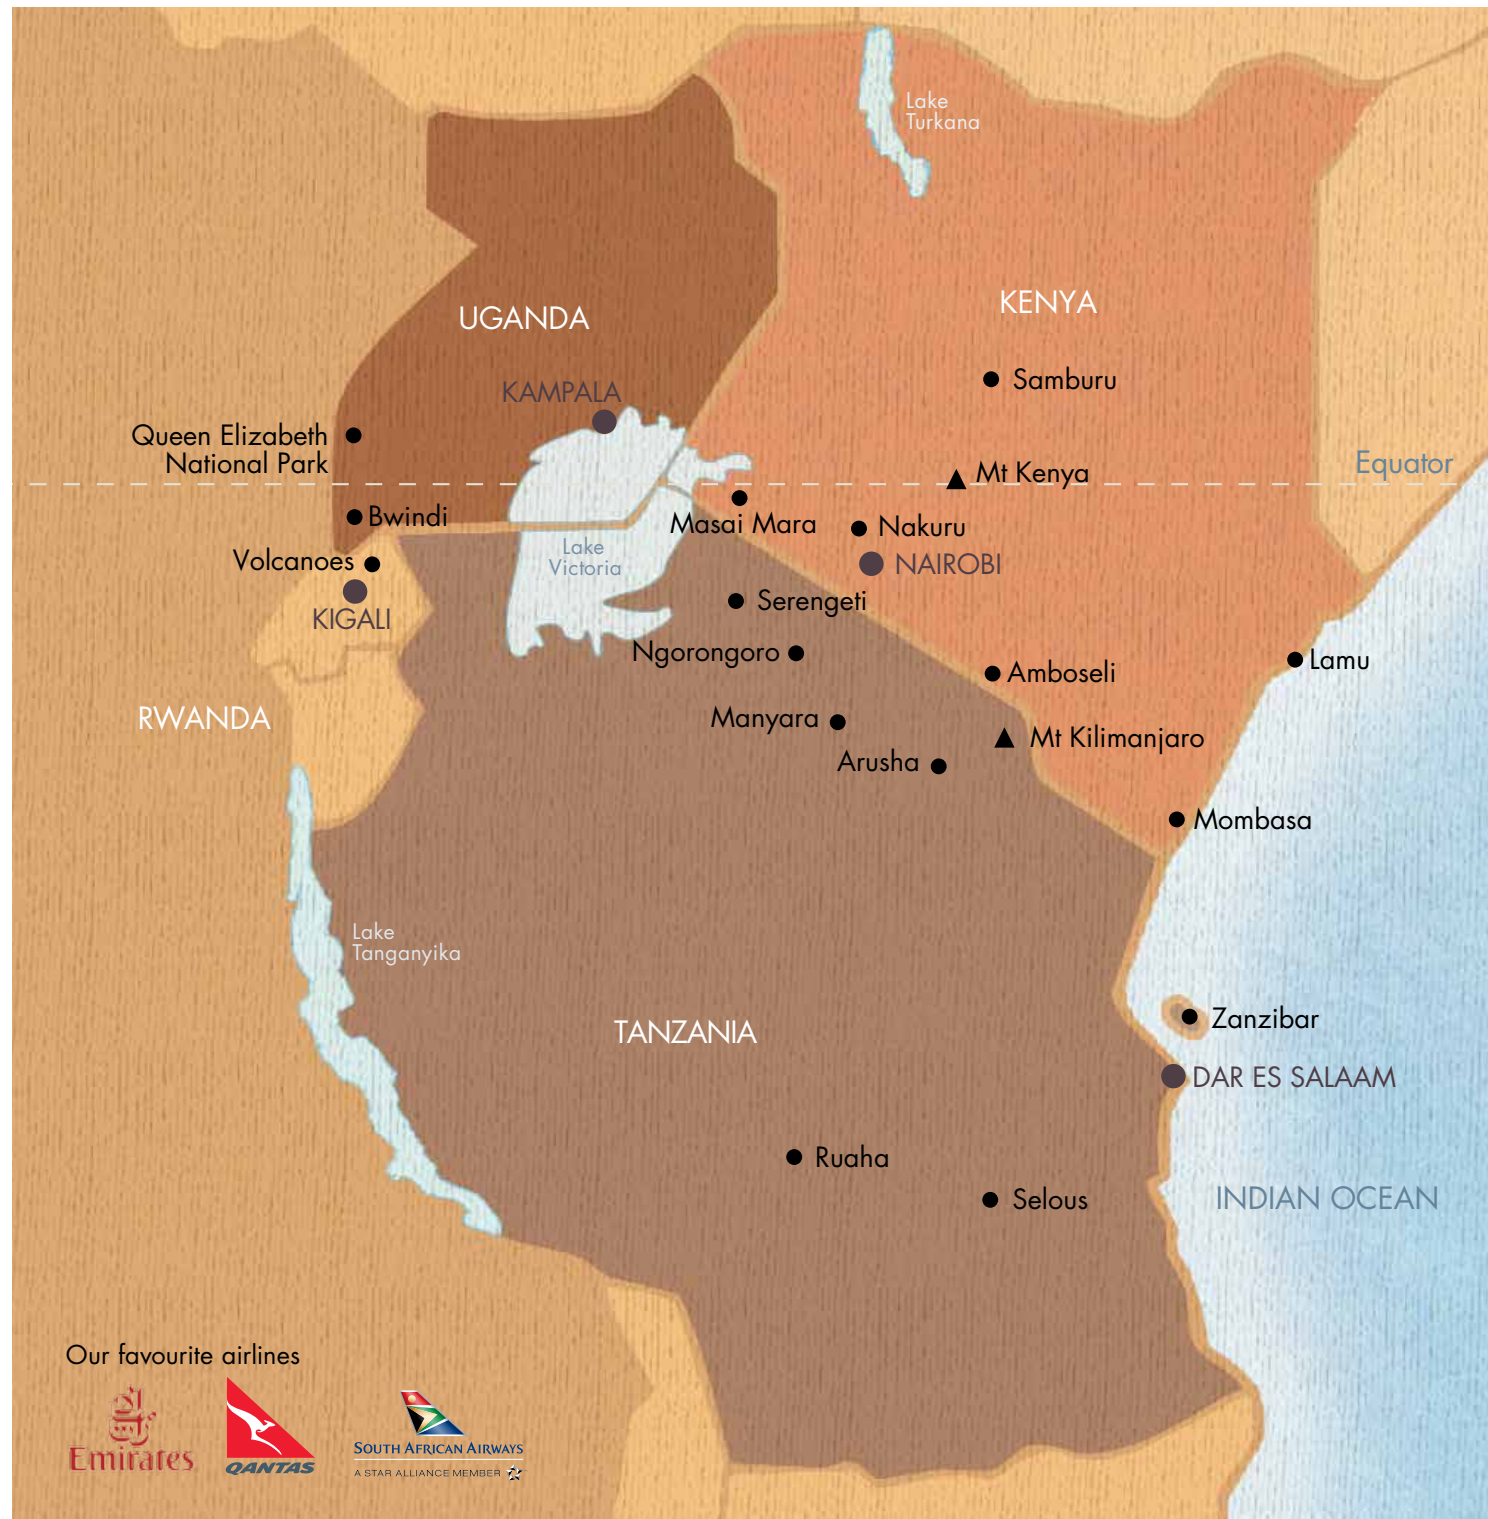 Lake
Turkana
UGANDA
KENYA
KAMPALA
Samburu
Queen Elizabeth
National Park
Equator
Mt Kenya
Bwindi
Masai Mara
Nakuru
Lake
Victoria
Volcanoes
NAIROBI
KIGALI
Serengeti
Ngorongoro
Amboseli
Lamu
RWANDA
Manyara
Mt Kilimanjaro
Arusha
Mombasa
Lake
Tanganyika
Zanzibar
TANZANIA
DAR ES SALAAM
Ruaha
Selous
INDIAN OCEAN
Our favourite airlines
Emirates
QANTAS
SOUTH AFRICAN AIRWAYS
A STAR ALLIANCE MEMBER